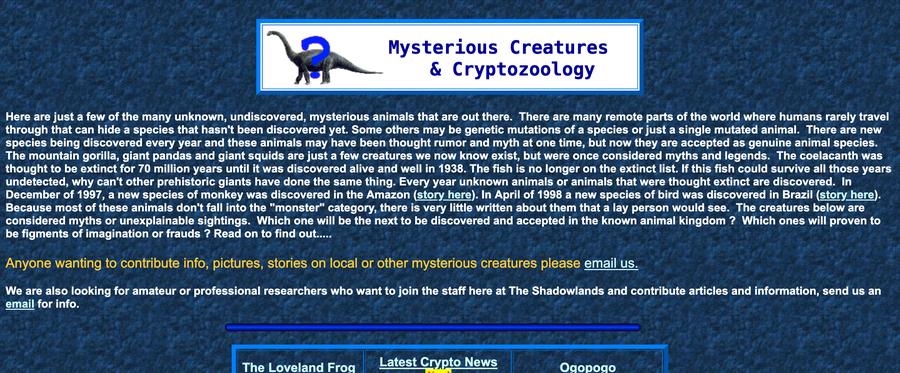 ?
Mysterious Creatures
& Cryptozoology
Here are just a few of the many unknown, undiscovered, mysterious animals that are out there.  There are many remote parts of the world where humans rarely travel
through that can hide a species that hasn't been discovered yet. Some others may be genetic mutations of a species or just a single mutated animal.  There are new
species being discovered every year and these animals may have been thought rumor and myth at one time, but now they are accepted as genuine animal species.
The mountain gorilla, giant pandas and giant squids are just a few creatures we now know exist, but were once considered myths and legends.  The coelacanth was
thought to be extinct for 70 million years until it was discovered alive and well in 1938. The fish is no longer on the extinct list. If this fish could survive all those years
undetected, why can't other prehistoric giants have done the same thing. Every year unknown animals or animals that were thought extinct are discovered.  In
December of 1997, a new species of monkey was discovered in the Amazon (story here). In April of 1998 a new species of bird was discovered in Brazil (story here).
Because most of these animals don't fall into the "monster" category, there is very little written about them that a lay person would see.  The creatures below are
considered myths or unexplainable sightings.  Which one will be the next to be discovered and accepted in the known animal kingdom ?  Which ones will proven to
be figments of imagination or frauds ? Read on to find out.....
Anyone wanting to contribute info, pictures, stories on local or other mysterious creatures please email us.
We are also looking for amateur or professional researchers who want to join the staff here at The Shadowlands and contribute articles and information, send us an
email for info.
The Loveland Frog
Latest Crypto News
Ogopogo